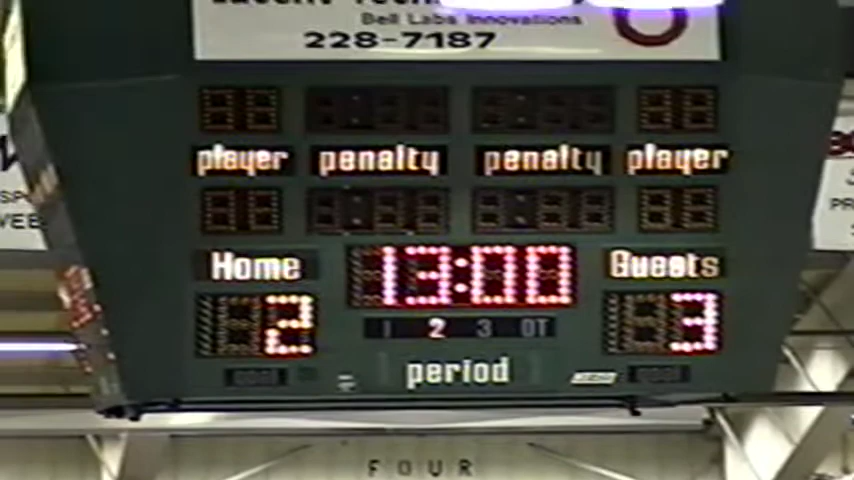 Bell Labs Innovations
228-7187
player penalty penalty player
Home 13:00 Guests
2 1 2 3 OT 3
period
FOUR